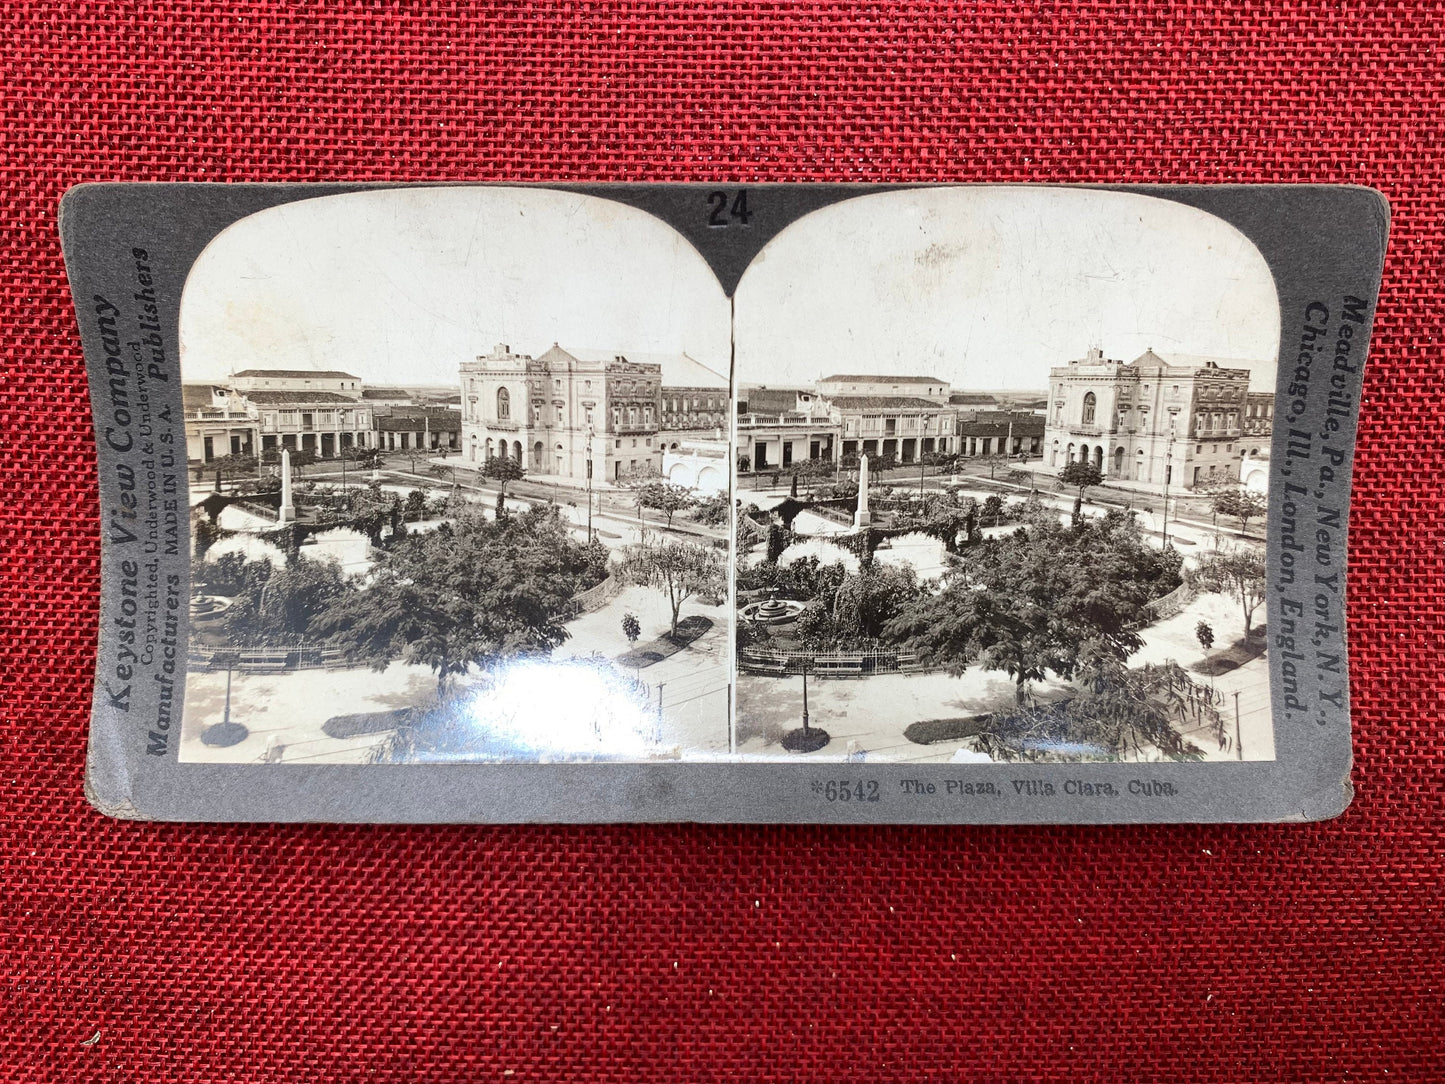 24
Keystone View Company
Copyrighted, Underwood & Underwood
Manufacturers MADE IN U. S. A. Publishers
Meadville, Pa., New York, N. Y.,
Chicago, Ill., London, England.
*6542 The Plaza, Villa Clara, Cuba.